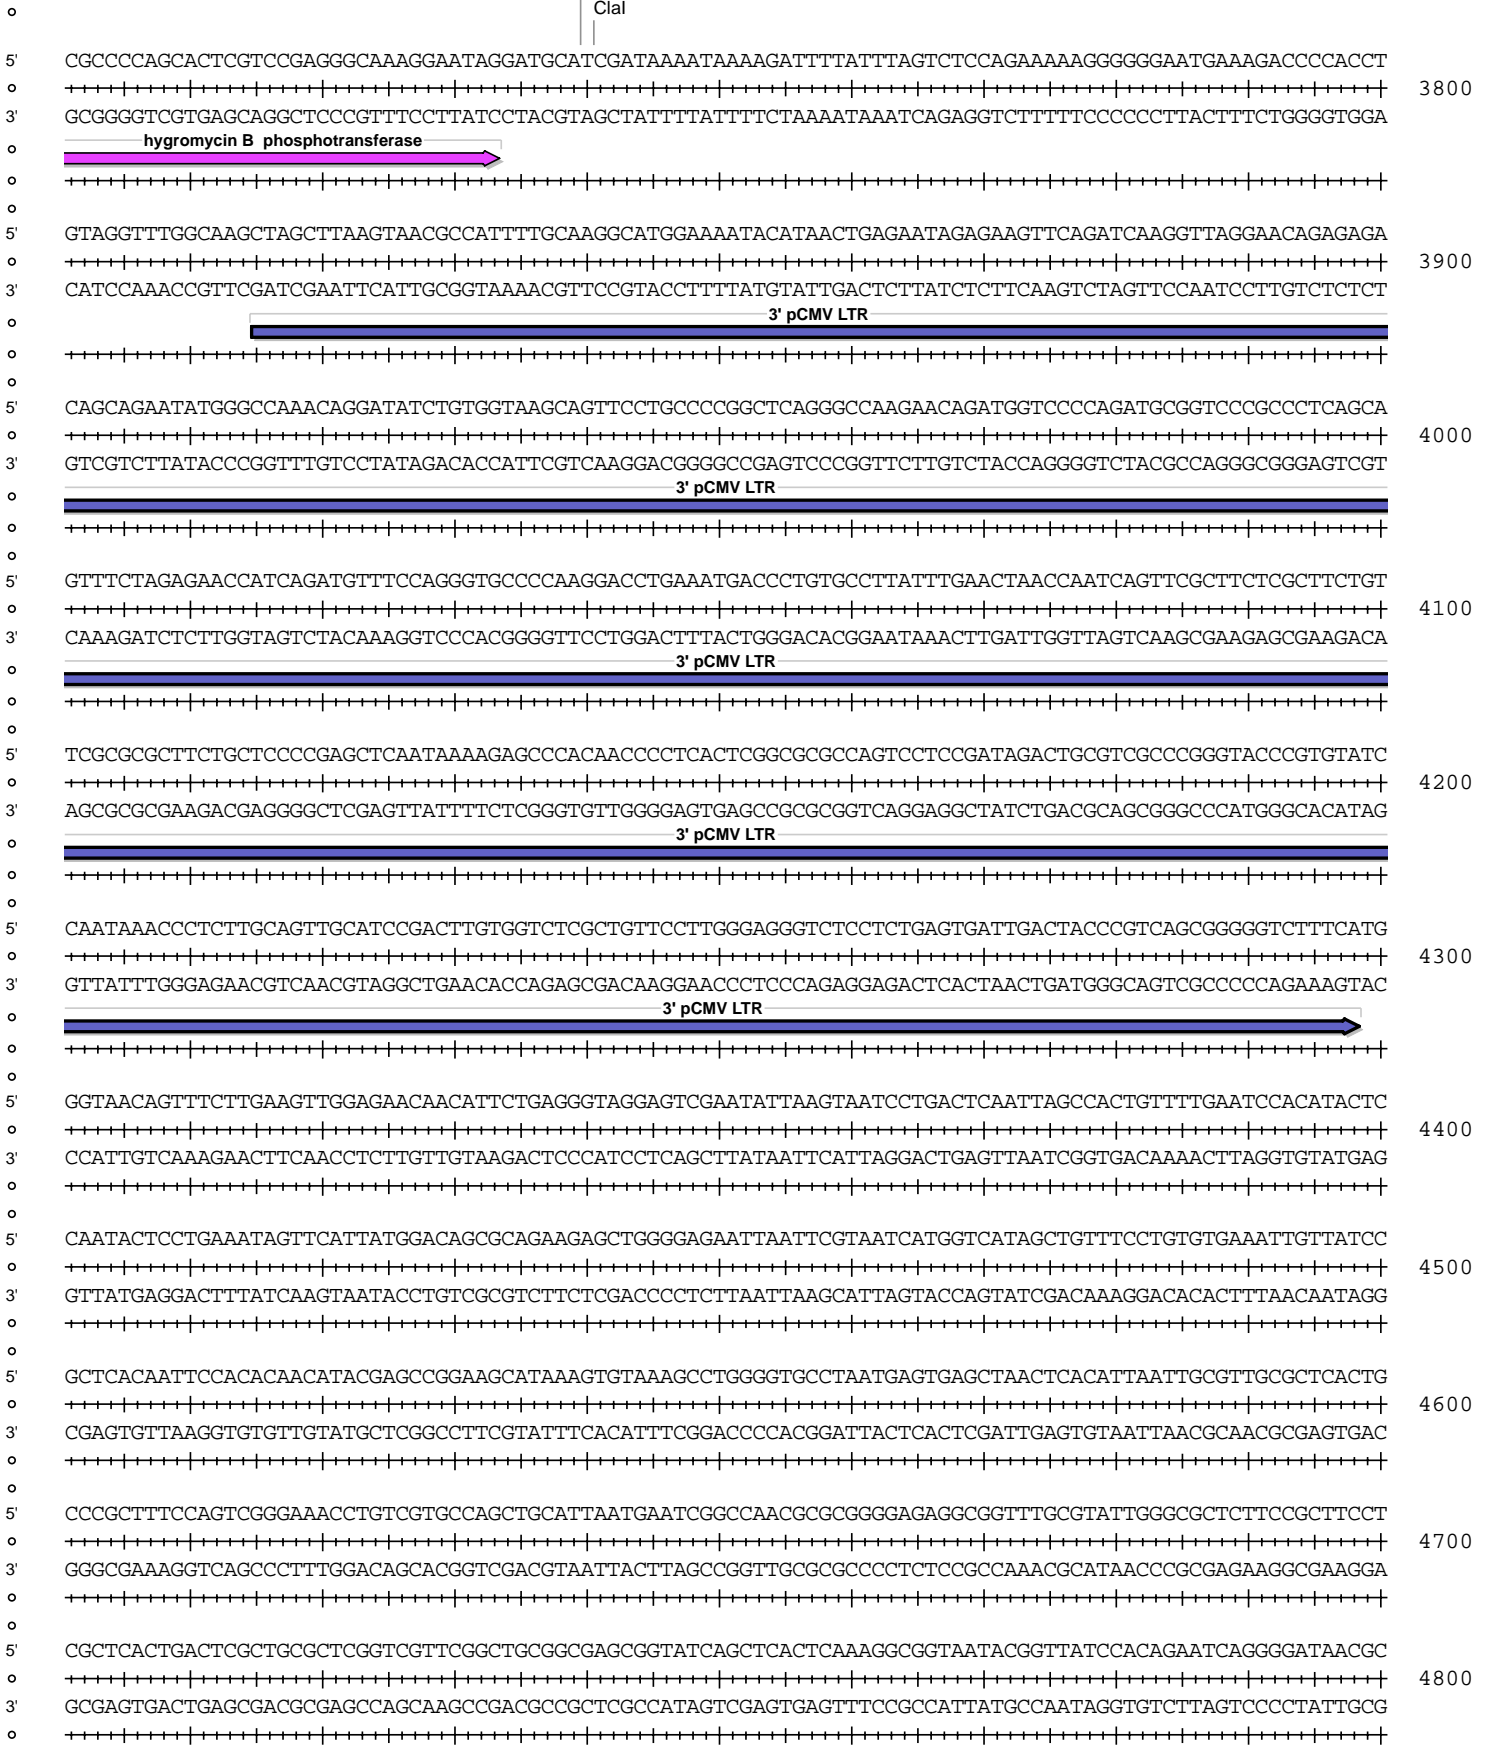 ClaI
5' CGCCCCAGCACTCGTCCGAGGGCAAAGGAATAGGATGCATCGATAAAATAAAAGATTTTATTTAGTCTCCAGAAAAAGGGGGGAATGAAAGACCCCACCT
3800
3' GCGGGGTCGTGAGCAGGCTCCCGTTTCCTTATCCTACGTAGCTATTTTATTTTCTAAAATAAATCAGAGGTCTTTTTCCCCCCTTACTTTCTGGGGTGGA
hygromycin B phosphotransferase
5' GTAGGTTTGGCAAGCTAGCTTAAGTAACGCCATTTTGCAAGGCATGGAAAATACATAACTGAGAATAGAGAAGTTCAGATCAAGGTTAGGAACAGAGAGA
3900
3' CATCCAAACCGTTCGATCGAATTCATTGCGGTAAAACGTTCCGTACCTTTTATGTATTGACTCTTATCTCTTCAAGTCTAGTTCCAATCCTTGTCTCTCT
3' pCMV LTR
5' CAGCAGAATATGGGCCAAACAGGATATCTGTGGTAAGCAGTTCCTGCCCCGGCTCAGGGCCAAGAACAGATGGTCCCCAGATGCGGTCCCGCCCTCAGCA
4000
3' GTCGTCTTATACCCGGTTTGTCCTATAGACACCATTCGTCAAGGACGGGGCCGAGTCCCGGTTCTTGTCTACCAGGGGTCTACGCCAGGGCGGGAGTCGT
3' pCMV LTR
5' GTTTCTAGAGAACCATCAGATGTTTCCAGGGTGCCCCAAGGACCTGAAATGACCCTGTGCCTTATTTGAACTAACCAATCAGTTCGCTTCTCGCTTCTGT
4100
3' CAAAGATCTCTTGGTAGTCTACAAAGGTCCCACGGGGTTCCTGGACTTTACTGGGACACGGAATAAACTTGATTGGTTAGTCAAGCGAAGAGCGAAGACA
3' pCMV LTR
5' TCGCGCGCTTCTGCTCCCCGAGCTCAATAAAAGAGCCCACAACCCCTCACTCGGCGCGCCAGTCCTCCGATAGACTGCGTCGCCCGGGTACCCGTGTATC
4200
3' AGCGCGCGAAGACGAGGGGCTCGAGTTATTTTCTCGGGTGTTGGGGAGTGAGCCGCGCGGTCAGGAGGCTATCTGACGCAGCGGGCCCATGGGCACATAG
3' pCMV LTR
5' CAATAAACCCTCTTGCAGTTGCATCCGACTTGTGGTCTCGCTGTTCCTTGGGAGGGTCTCCTCTGAGTGATTGACTACCCGTCAGCGGGGGTCTTTCATG
4300
3' GTTATTTGGGAGAACGTCAACGTAGGCTGAACACCAGAGCGACAAGGAACCCTCCCAGAGGAGACTCACTAACTGATGGGCAGTCGCCCCCAGAAAGTAC
3' pCMV LTR
5' GGTAACAGTTTCTTGAAGTTGGAGAACAACATTCTGAGGGTAGGAGTCGAATATTAAGTAATCCTGACTCAATTAGCCACTGTTTTGAATCCACATACTC
4400
3' CCATTGTCAAAGAACTTCAACCTCTTGTTGTAAGACTCCCATCCTCAGCTTATAATTCATTAGGACTGAGTTAATCGGTGACAAAACTTAGGTGTATGAG
5' CAATACTCCTGAAATAGTTCATTATGGACAGCGCAGAAGAGCTGGGGAGAATTAATTCGTAATCATGGTCATAGCTGTTTCCTGTGTGAAATTGTTATCC
4500
3' GTTATGAGGACTTTATCAAGTAATACCTGTCGCGTCTTCTCGACCCCTCTTAATTAAGCATTAGTACCAGTATCGACAAAGGACACACTTTAACAATAGG
5' GCTCACAATTCCACACAACATACGAGCCGGAAGCATAAAGTGTAAAGCCTGGGGTGCCTAATGAGTGAGCTAACTCACATTAATTGCGTTGCGCTCACTG
4600
3' CGAGTGTTAAGGTGTGTTGTATGCTCGGCCTTCGTATTTCACATTTCGGACCCCACGGATTACTCACTCGATTGAGTGTAATTAACGCAACGCGAGTGAC
5' CCCGCTTTCCAGTCGGGAAACCTGTCGTGCCAGCTGCATTAATGAATCGGCCAACGCGCGGGGAGAGGCGGTTTGCGTATTGGGCGCTCTTCCGCTTCCT
4700
3' GGGCGAAAGGTCAGCCCTTTGGACAGCACGGTCGACGTAATTACTTAGCCGGTTGCGCGCCCCTCTCCGCCAAACGCATAACCCGCGAGAAGGCGAAGGA
5' CGCTCACTGACTCGCTGCGCTCGGTCGTTCGGCTGCGGCGAGCGGTATCAGCTCACTCAAAGGCGGTAATACGGTTATCCACAGAATCAGGGGATAACGC
4800
3' GCGAGTGACTGAGCGACGCGAGCCAGCAAGCCGACGCCGCTCGCCATAGTCGAGTGAGTTTCCGCCATTATGCCAATAGGTGTCTTAGTCCCCTATTGCG